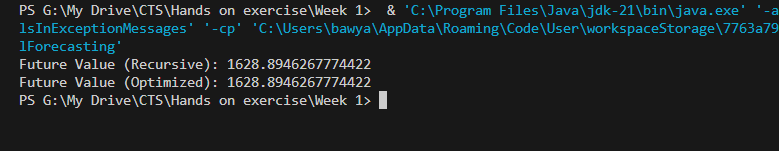 PS G:\My Drive\CTS\Hands on exercise\Week 1>  & 'C:\Program Files\Java\jdk-21\bin\java.exe' '-a
lsInExceptionMessages' '-cp' 'C:\Users\bawya\AppData\Roaming\Code\User\workspaceStorage\7763a79
lForecasting'
Future Value (Recursive): 1628.8946267774422
Future Value (Optimized): 1628.8946267774422
PS G:\My Drive\CTS\Hands on exercise\Week 1>